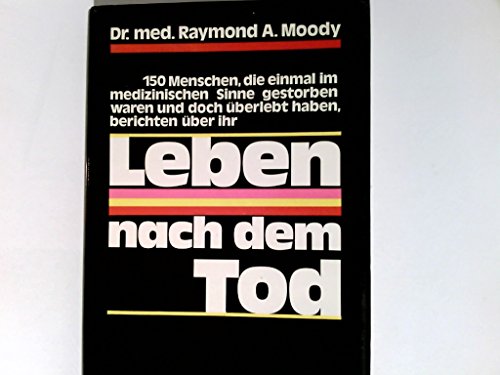 Dr. med. Raymond A. Moody
150 Menschen, die einmal im
medizinischen Sinne gestorben
waren und doch überlebt haben,
berichten über ihr
Leben
nach dem
Tod